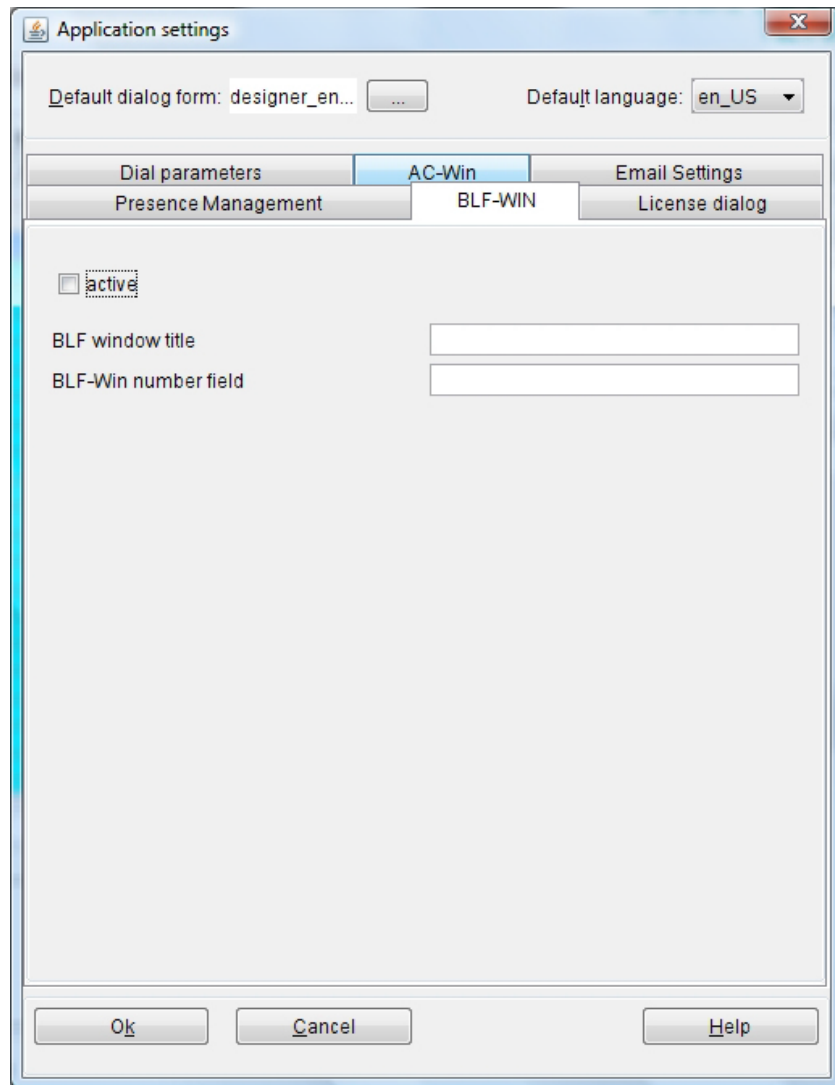 Application settings
Default dialog form: designer_en... ... Default language: en_US
Dial parameters AC-Win Email Settings
Presence Management BLF-WIN License dialog
active
BLF window title
BLF-Win number field
Ok Cancel Help